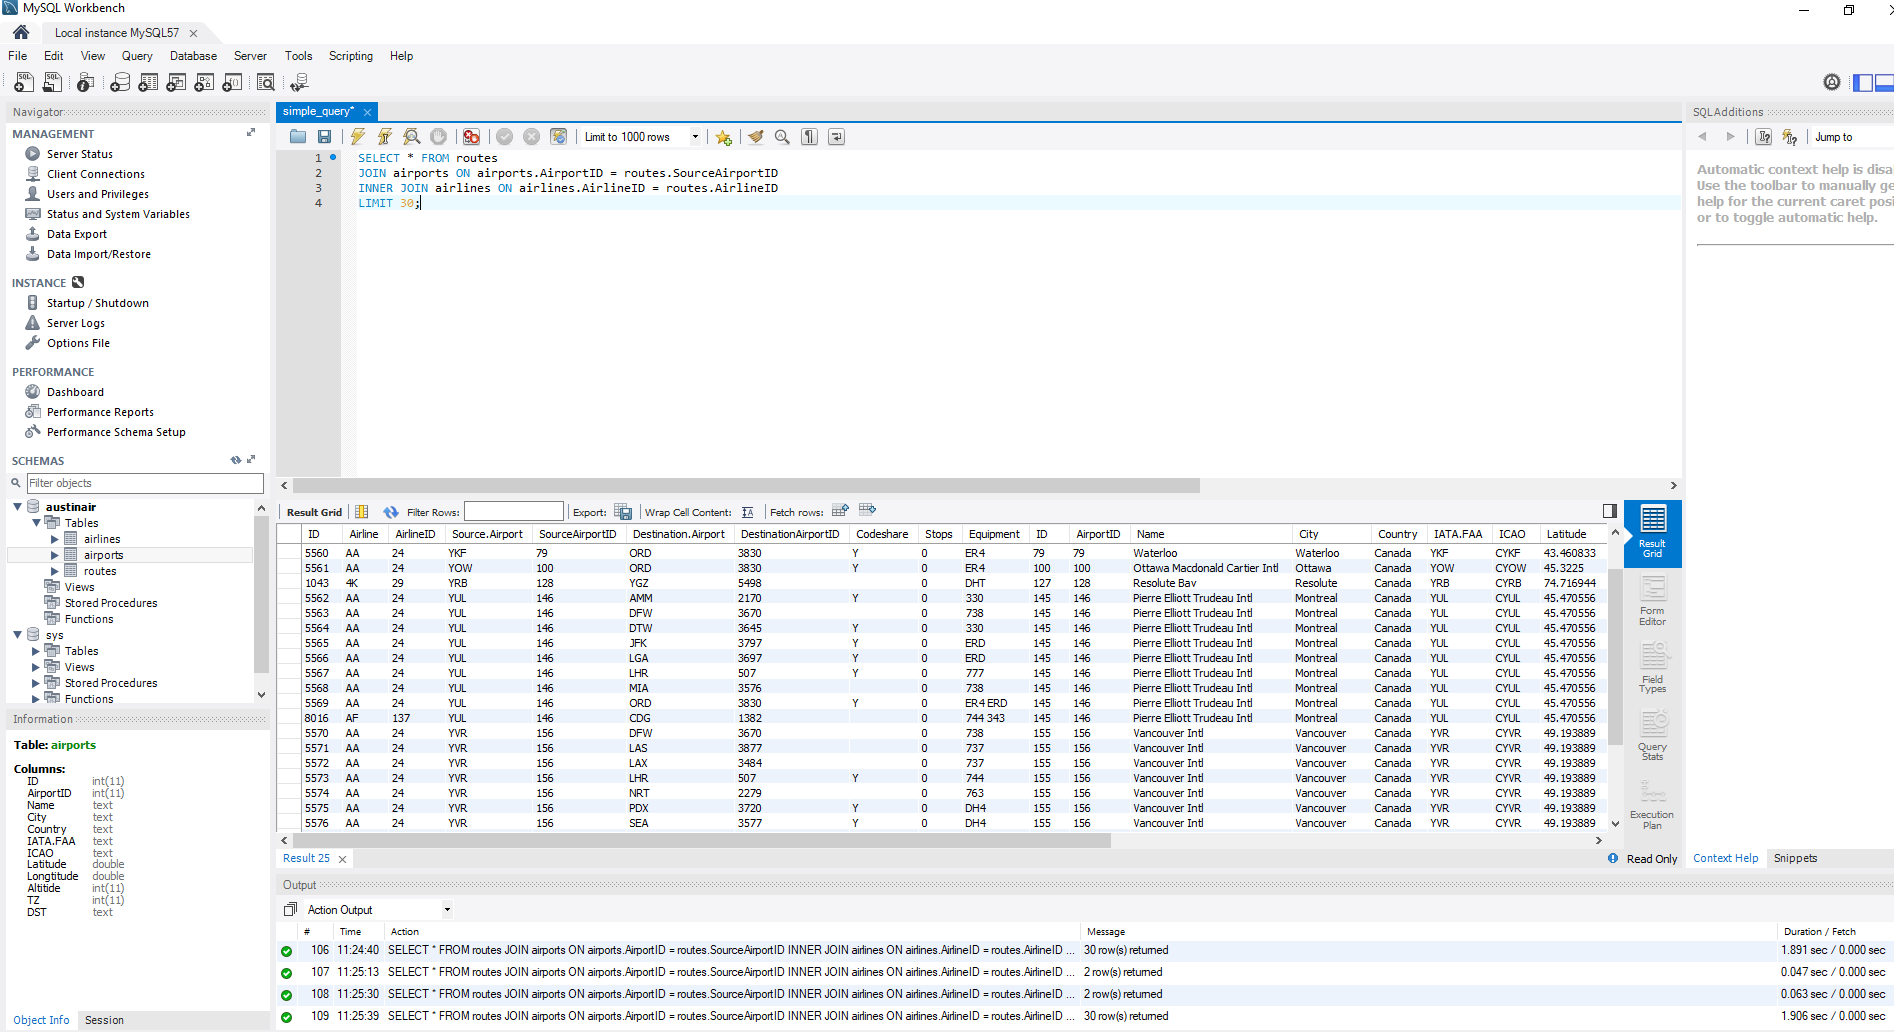 MySQL Workbench
Local instance MySQL57
File Edit View Query Database Server Tools Scripting Help
Navigator
MANAGEMENT
Server Status
Client Connections
Users and Privileges
Status and System Variables
Data Export
Data Import/Restore
INSTANCE
Startup / Shutdown
Server Logs
Options File
PERFORMANCE
Dashboard
Performance Reports
Performance Schema Setup
SCHEMAS
Filter objects
austinair
Tables
airlines
airports
routes
Views
Stored Procedures
Functions
sys
Tables
Views
Stored Procedures
Functions
Information
Table: airports
Columns:
ID int(11)
AirportID int(11)
Name text
City text
Country text
IATA.FAA text
ICAO text
Latitude double
Longtitude double
Altitide int(11)
TZ int(11)
DST text
Object Info Session
simple_query*
Limit to 1000 rows
1 SELECT * FROM routes
2 JOIN airports ON airports.AirportID = routes.SourceAirportID
3 INNER JOIN airlines ON airlines.AirlineID = routes.AirlineID
4 LIMIT 30;
Result Grid Filter Rows: Export: Wrap Cell Content: Fetch rows:
ID Airline AirlineID Source.Airport SourceAirportID Destination.Airport DestinationAirportID Codeshare Stops Equipment ID AirportID Name City Country IATA.FAA ICAO Latitude
5560 AA 24 YKF 79 ORD 3830 Y 0 ER4 79 79 Waterloo Waterloo Canada YKF CYKF 43.460833
5561 AA 24 YOW 100 ORD 3830 Y 0 ER4 100 100 Ottawa Macdonald Cartier Intl Ottawa Canada YOW CYOW 45.3225
1043 4K 29 YRB 128 YGZ 5498 0 DHT 127 128 Resolute Bay Resolute Canada YRB CYRB 74.716944
5562 AA 24 YUL 146 AMM 2170 Y 0 330 145 146 Pierre Elliott Trudeau Intl Montreal Canada YUL CYUL 45.470556
5563 AA 24 YUL 146 DFW 3670 0 738 145 146 Pierre Elliott Trudeau Intl Montreal Canada YUL CYUL 45.470556
5564 AA 24 YUL 146 DTW 3645 Y 0 330 145 146 Pierre Elliott Trudeau Intl Montreal Canada YUL CYUL 45.470556
5565 AA 24 YUL 146 JFK 3797 Y 0 ERD 145 146 Pierre Elliott Trudeau Intl Montreal Canada YUL CYUL 45.470556
5566 AA 24 YUL 146 LGA 3697 Y 0 ERD 145 146 Pierre Elliott Trudeau Intl Montreal Canada YUL CYUL 45.470556
5567 AA 24 YUL 146 LHR 507 Y 0 777 145 146 Pierre Elliott Trudeau Intl Montreal Canada YUL CYUL 45.470556
5568 AA 24 YUL 146 MIA 3576 0 738 145 146 Pierre Elliott Trudeau Intl Montreal Canada YUL CYUL 45.470556
5569 AA 24 YUL 146 ORD 3830 Y 0 ER4 ERD 145 146 Pierre Elliott Trudeau Intl Montreal Canada YUL CYUL 45.470556
8016 AF 137 YUL 146 CDG 1382 0 744 343 145 146 Pierre Elliott Trudeau Intl Montreal Canada YUL CYUL 45.470556
5570 AA 24 YVR 156 DFW 3670 0 738 155 156 Vancouver Intl Vancouver Canada YVR CYVR 49.193889
5571 AA 24 YVR 156 LAS 3877 0 737 155 156 Vancouver Intl Vancouver Canada YVR CYVR 49.193889
5572 AA 24 YVR 156 LAX 3484 0 737 155 156 Vancouver Intl Vancouver Canada YVR CYVR 49.193889
5573 AA 24 YVR 156 LHR 507 Y 0 744 155 156 Vancouver Intl Vancouver Canada YVR CYVR 49.193889
5574 AA 24 YVR 156 NRT 2279 0 763 155 156 Vancouver Intl Vancouver Canada YVR CYVR 49.193889
5575 AA 24 YVR 156 PDX 3720 Y 0 DH4 155 156 Vancouver Intl Vancouver Canada YVR CYVR 49.193889
5576 AA 24 YVR 156 SEA 3577 Y 0 DH4 155 156 Vancouver Intl Vancouver Canada YVR CYVR 49.193889
Result Grid
Form Editor
Field Types
Query Stats
Execution Plan
Result 25
Read Only
Output
Action Output
# Time Action Message Duration / Fetch
106 11:24:40 SELECT * FROM routes JOIN airports ON airports.AirportID = routes.SourceAirportID INNER JOIN airlines ON airlines.AirlineID = routes.AirlineID ... 30 row(s) returned 1.891 sec / 0.000 sec
107 11:25:13 SELECT * FROM routes JOIN airports ON airports.AirportID = routes.SourceAirportID INNER JOIN airlines ON airlines.AirlineID = routes.AirlineID ... 2 row(s) returned 0.047 sec / 0.000 sec
108 11:25:30 SELECT * FROM routes JOIN airports ON airports.AirportID = routes.SourceAirportID INNER JOIN airlines ON airlines.AirlineID = routes.AirlineID ... 2 row(s) returned 0.063 sec / 0.000 sec
109 11:25:39 SELECT * FROM routes JOIN airports ON airports.AirportID = routes.SourceAirportID INNER JOIN airlines ON airlines.AirlineID = routes.AirlineID ... 30 row(s) returned 1.906 sec / 0.000 sec
SQLAdditions
Jump to
Automatic context help is disa
Use the toolbar to manually ge
help for the current caret posi
or to toggle automatic help.
Context Help Snippets